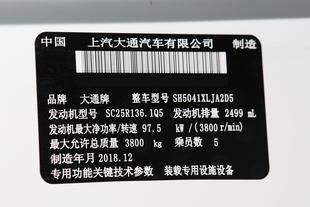 中国 上汽大通汽车有限公司 制造
品牌 大通牌 整车型号 SH5041XLJA2D5
发动机型号 SC25R136.1Q5 发动机排量 2499 mL
发动机最大净功率/转速 97.5 kW/(3800 r/min)
最大允许总质量 3800 kg 乘员数 5
制造年月 2018.12
专用功能关键技术参数 装载专用设施设备